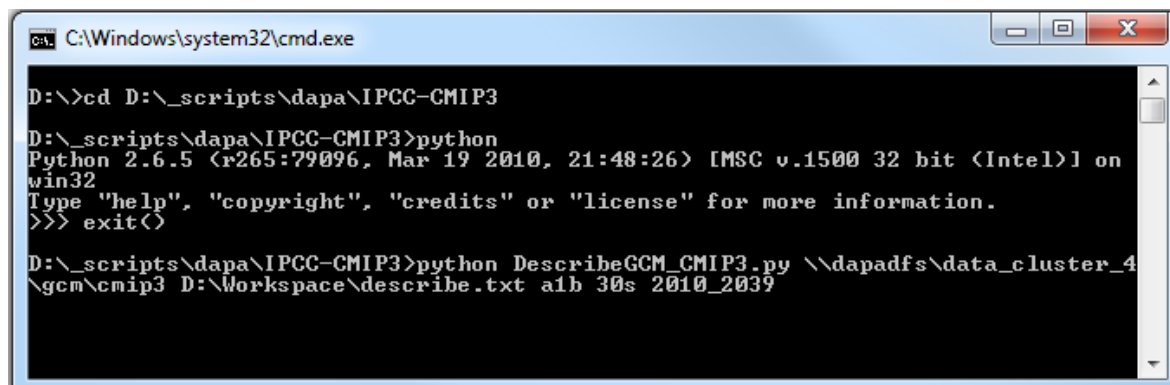 C:\Windows\system32\cmd.exe
D:\>cd D:\_scripts\dapa\IPCC-CMIP3
D:\_scripts\dapa\IPCC-CMIP3>python
Python 2.6.5 (r265:79096, Mar 19 2010, 21:48:26) [MSC v.1500 32 bit (Intel)] on
win32
Type "help", "copyright", "credits" or "license" for more information.
>>> exit()
D:\_scripts\dapa\IPCC-CMIP3>python DescribeGCM_CMIP3.py \\dapadfs\data_cluster_4
\gcm\cmip3 D:\Workspace\describe.txt a1b 30s 2010_2039